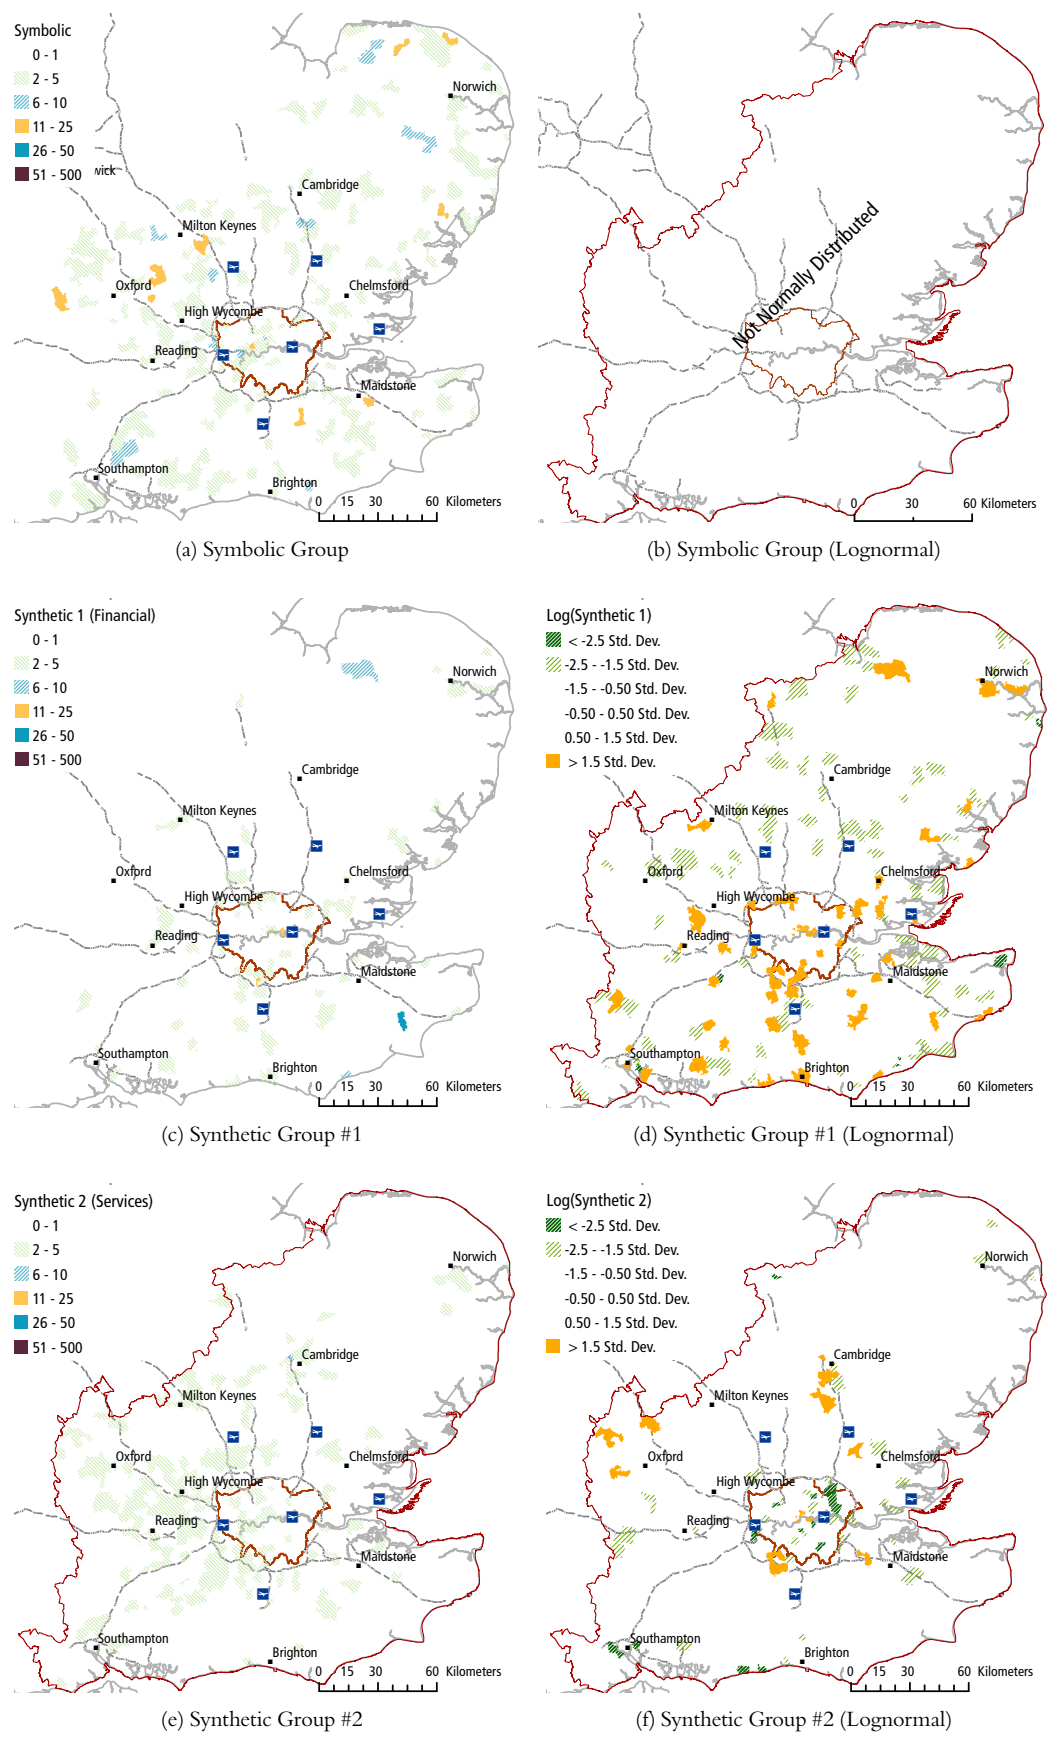 Symbolic
0 - 1
2 - 5
6 - 10
11 - 25
26 - 50
51 - 500
wick
Norwich
Cambridge
Milton Keynes
Oxford
Chelmsford
High Wycombe
Reading
Maidstone
Southampton
Brighton
0 15 30 60 Kilometers
(a) Symbolic Group
Not Normally Distributed
0 30 60 Kilometers
(b) Symbolic Group (Lognormal)
Synthetic 1 (Financial)
0 - 1
2 - 5
6 - 10
11 - 25
26 - 50
51 - 500
Norwich
Cambridge
Milton Keynes
Oxford
Chelmsford
High Wycombe
Reading
Maidstone
Southampton
Brighton
0 15 30 60 Kilometers
(c) Synthetic Group #1
Log(Synthetic 1)
< -2.5 Std. Dev.
-2.5 - -1.5 Std. Dev.
-1.5 - -0.50 Std. Dev.
-0.50 - 0.50 Std. Dev.
0.50 - 1.5 Std. Dev.
> 1.5 Std. Dev.
Norwich
Cambridge
Milton Keynes
Oxford
Chelmsford
High Wycombe
Reading
Maidstone
Southampton
Brighton
0 15 30 60 Kilometers
(d) Synthetic Group #1 (Lognormal)
Synthetic 2 (Services)
0 - 1
2 - 5
6 - 10
11 - 25
26 - 50
51 - 500
Norwich
Cambridge
Milton Keynes
Oxford
Chelmsford
High Wycombe
Reading
Maidstone
Southampton
Brighton
0 15 30 60 Kilometers
(e) Synthetic Group #2
Log(Synthetic 2)
< -2.5 Std. Dev.
-2.5 - -1.5 Std. Dev.
-1.5 - -0.50 Std. Dev.
-0.50 - 0.50 Std. Dev.
0.50 - 1.5 Std. Dev.
> 1.5 Std. Dev.
Norwich
Cambridge
Milton Keynes
Oxford
Chelmsford
High Wycombe
Reading
Maidstone
Southampton
Brighton
0 15 30 60 Kilometers
(f) Synthetic Group #2 (Lognormal)